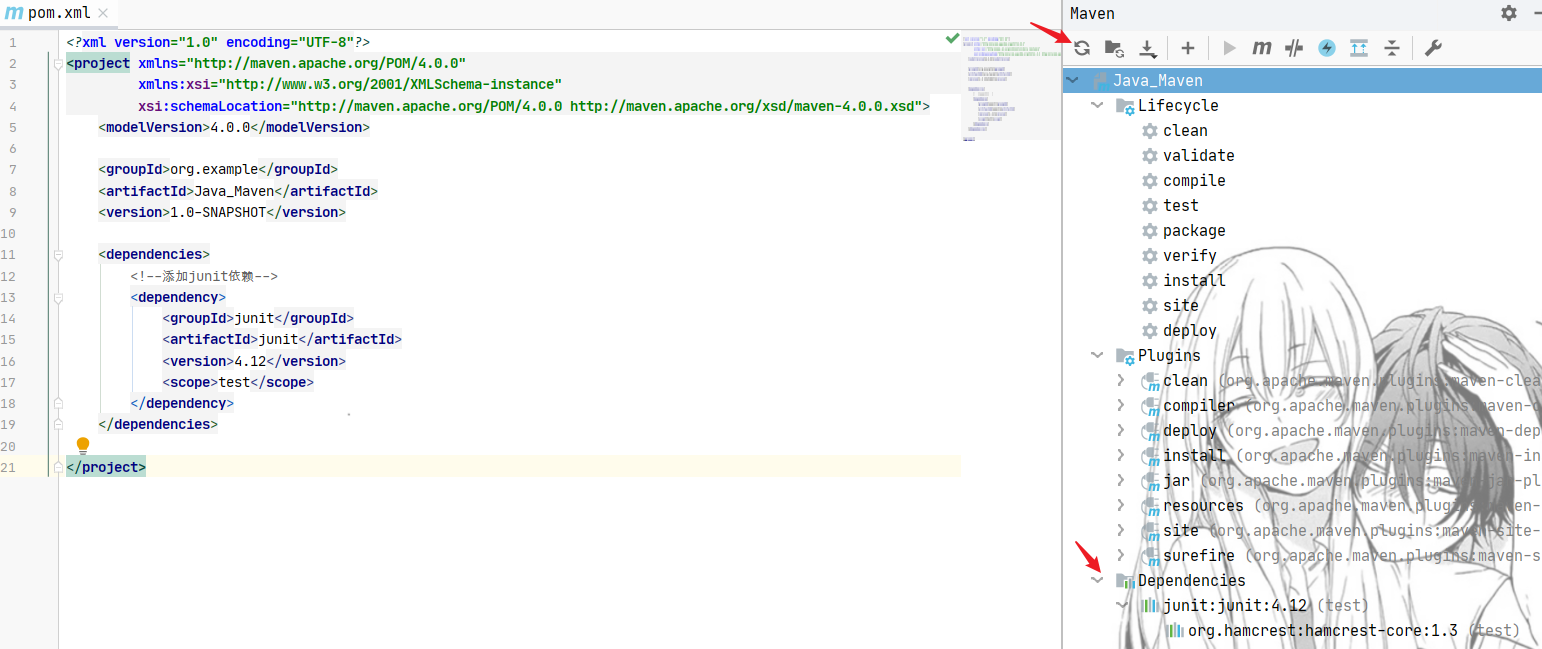 pom.xml
1 <?xml version="1.0" encoding="UTF-8"?>
2 <project xmlns="http://maven.apache.org/POM/4.0.0"
3 xmlns:xsi="http://www.w3.org/2001/XMLSchema-instance"
4 xsi:schemaLocation="http://maven.apache.org/POM/4.0.0 http://maven.apache.org/xsd/maven-4.0.0.xsd">
5 <modelVersion>4.0.0</modelVersion>
6
7 <groupId>org.example</groupId>
8 <artifactId>Java_Maven</artifactId>
9 <version>1.0-SNAPSHOT</version>
10
11 <dependencies>
12 <!--添加junit依赖-->
13 <dependency>
14 <groupId>junit</groupId>
15 <artifactId>junit</artifactId>
16 <version>4.12</version>
17 <scope>test</scope>
18 </dependency>
19 </dependencies>
20
21 </project>
Maven
Java_Maven
Lifecycle
clean
validate
compile
test
package
verify
install
site
deploy
Plugins
clean (org.apache.maven.plugins:maven-clea
compiler (org.apache.maven.plugins:maven-c
deploy (org.apache.maven.plugins:maven-dep
install (org.apache.maven.plugins:maven-in
jar (org.apache.maven.plugins:maven-jar-pl
resources (org.apache.maven.plugins:maven-
site (org.apache.maven.plugins:maven-site-
surefire (org.apache.maven.plugins:maven-s
Dependencies
junit:junit:4.12 (test)
org.hamcrest:hamcrest-core:1.3 (test)